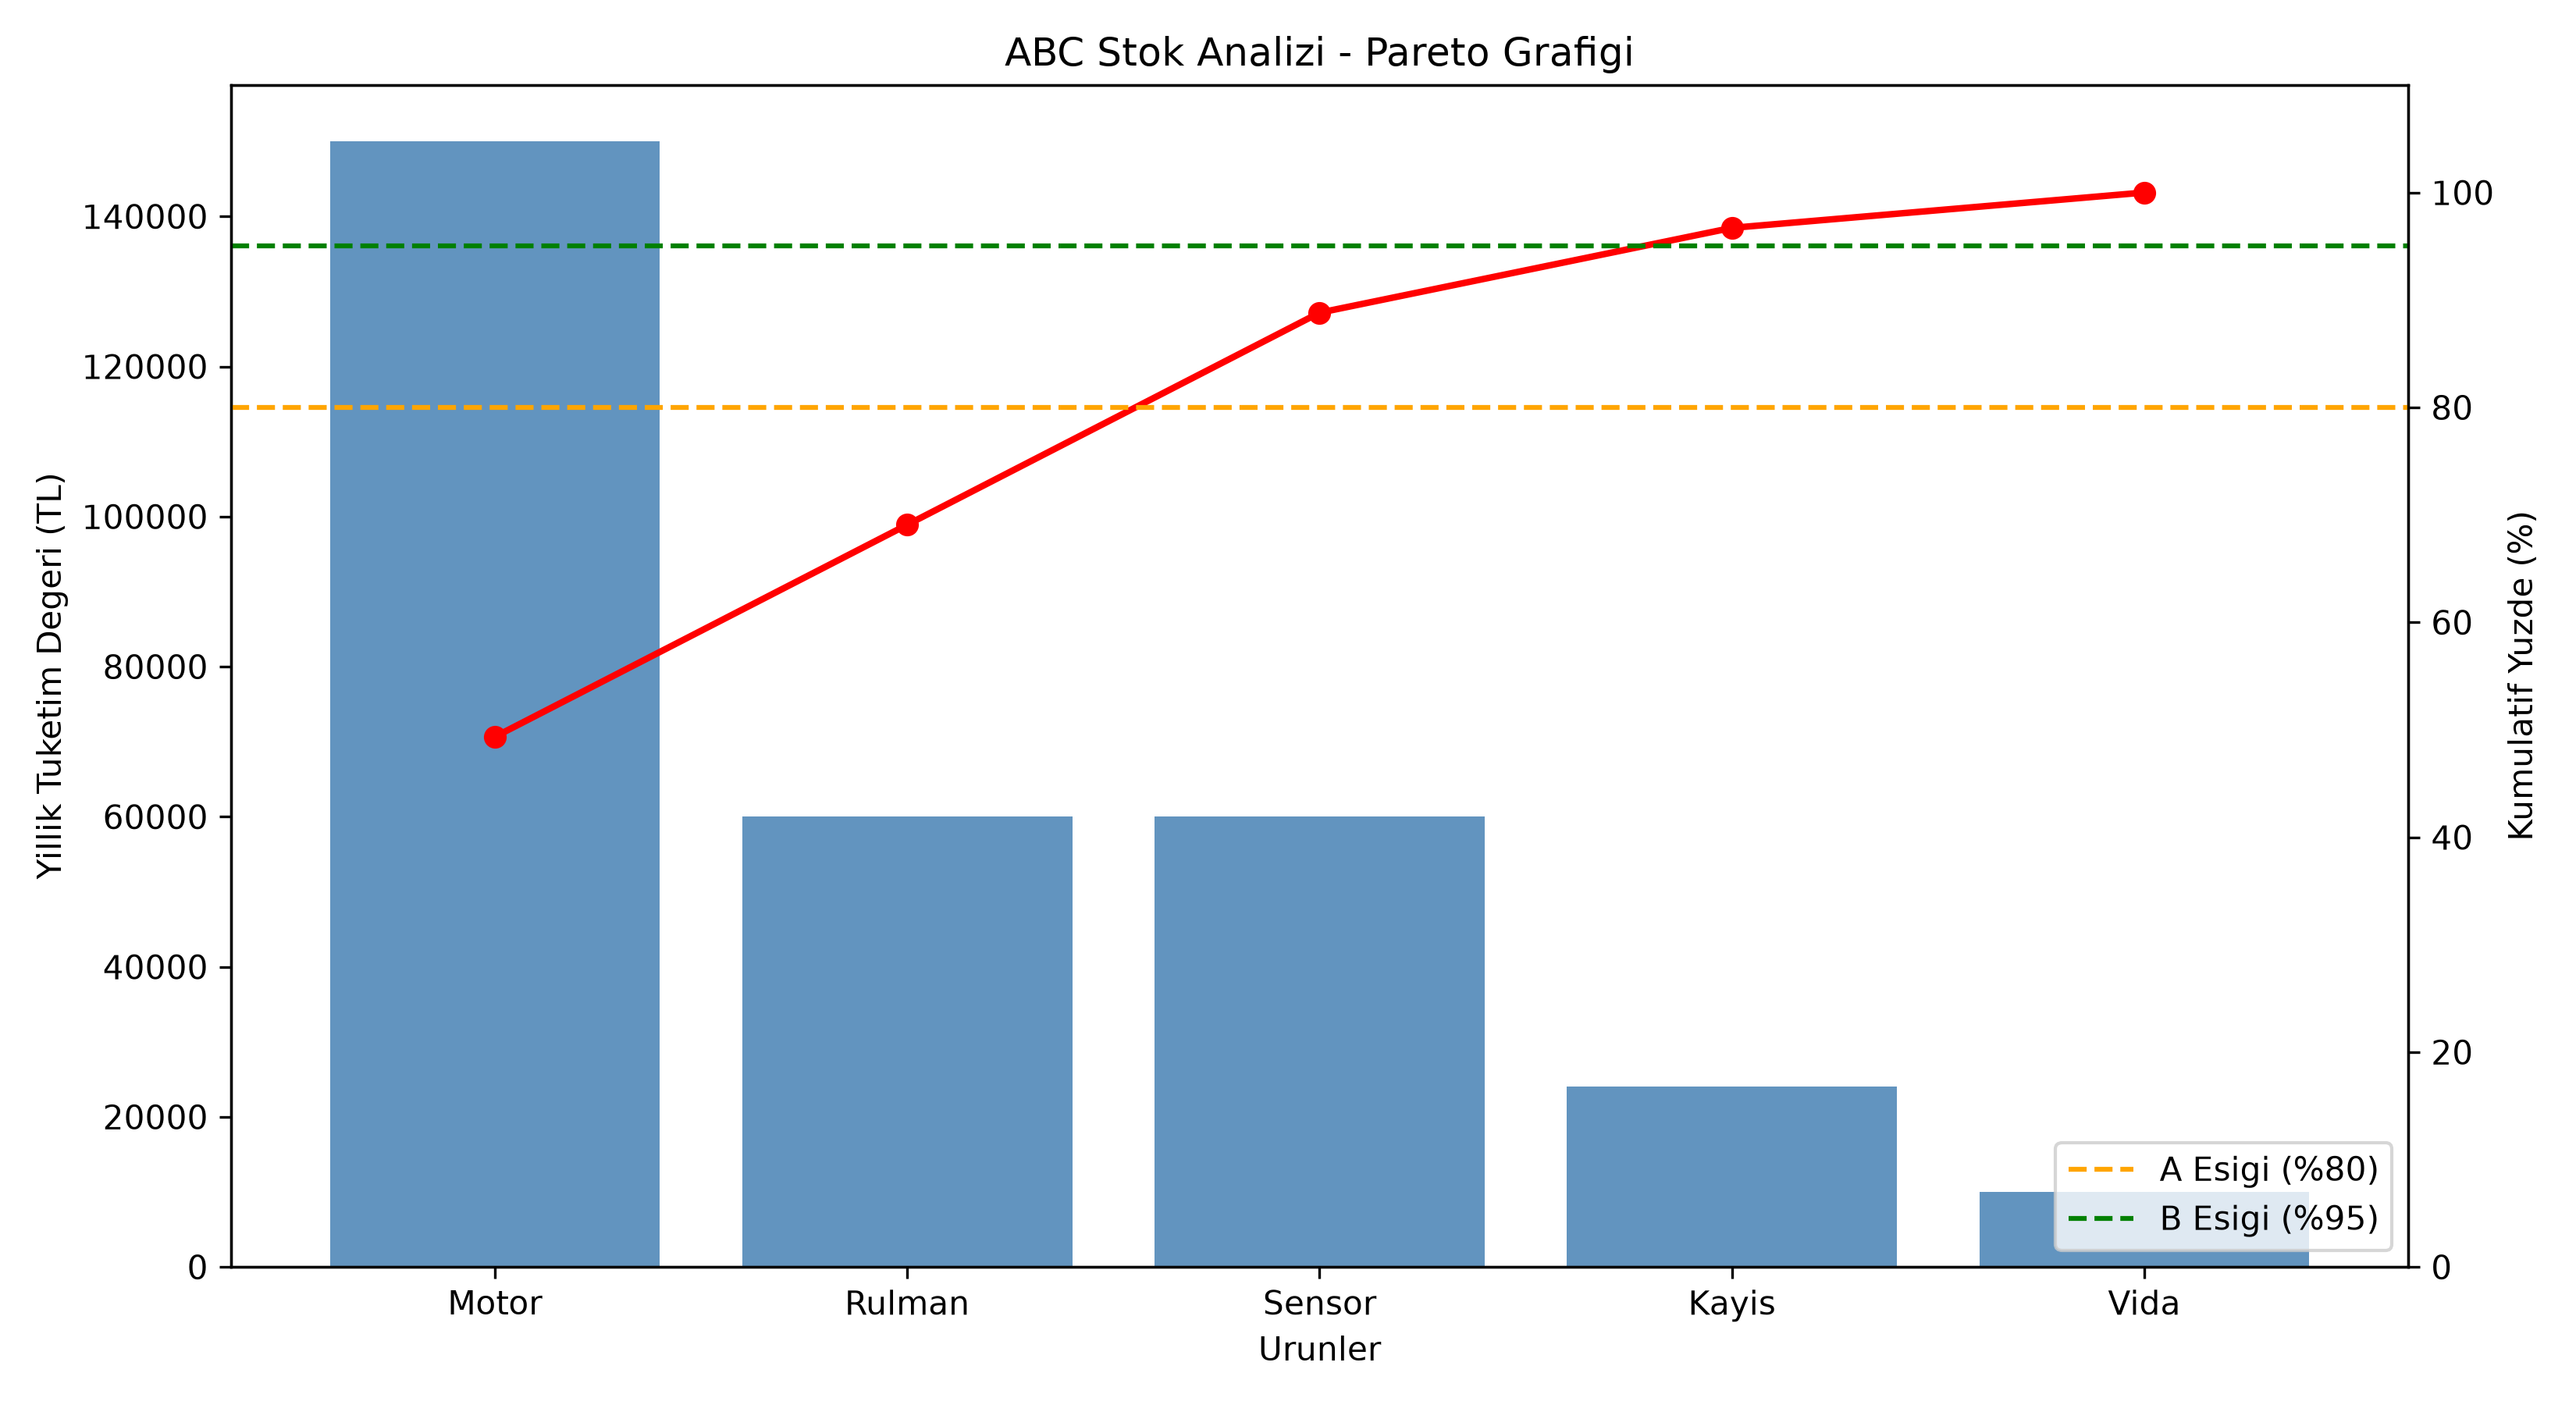 ABC Stok Analizi - Pareto Grafigi
Yillik Tuketim Degeri (TL)
140000
120000
100000
80000
60000
40000
20000
0
100
80
60
40
20
0
Kumulatif Yuzde (%)
A Esigi (%80)
B Esigi (%95)
Motor
Rulman
Sensor
Kayis
Vida
Urunler